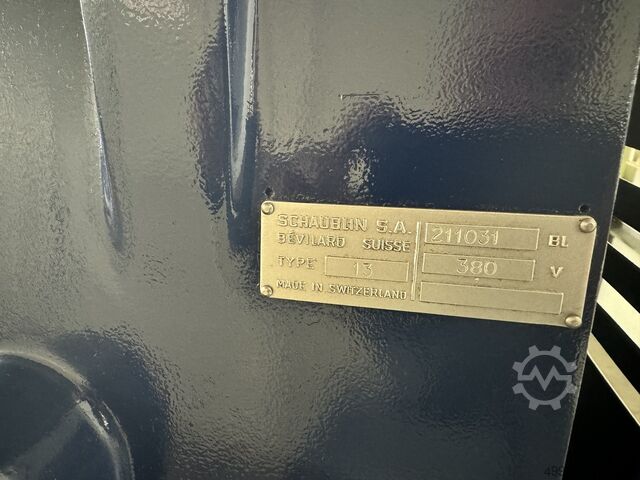 SCHAUBLIN S.A.
BÉVILARD SUISSE
TYPE 13
MADE IN SWITZERLAND
211031 BL
380 V